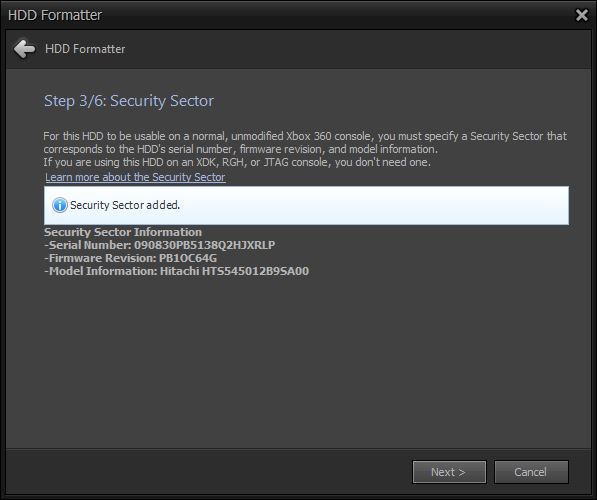 HDD Formatter
HDD Formatter
Step 3/6: Security Sector
For this HDD to be usable on a normal, unmodified Xbox 360 console, you must specify a Security Sector that
corresponds to the HDD's serial number, firmware revision, and model information.
If you are using this HDD on an XDK, RGH, or JTAG console, you don't need one.
Learn more about the Security Sector
Security Sector added.
Security Sector Information
-Serial Number: 090830PB5138Q2HJXRLP
-Firmware Revision: PB1OC64G
-Model Information: Hitachi HTS545012B9SA00
Next >
Cancel